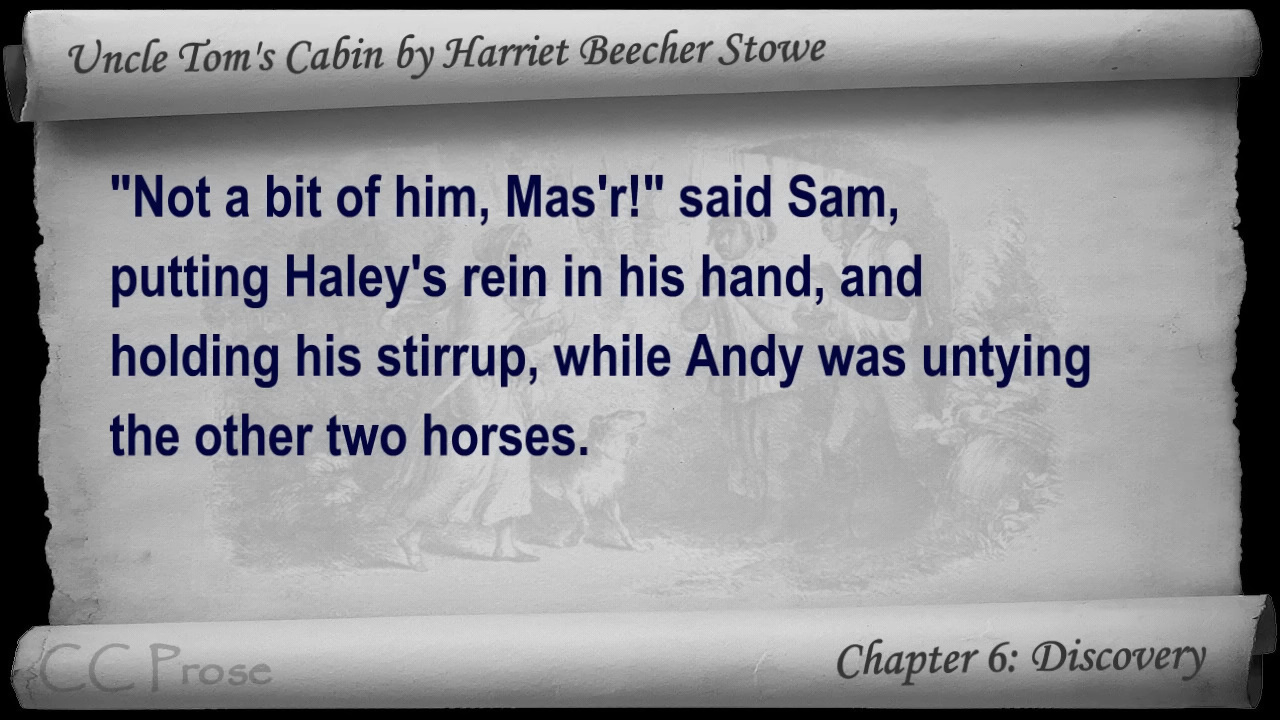 Uncle Tom's Cabin by Harriet Beecher Stowe
"Not a bit of him, Mas'r!" said Sam,
putting Haley's rein in his hand, and
holding his stirrup, while Andy was untying
the other two horses.
CC Prose
Chapter 6: Discovery